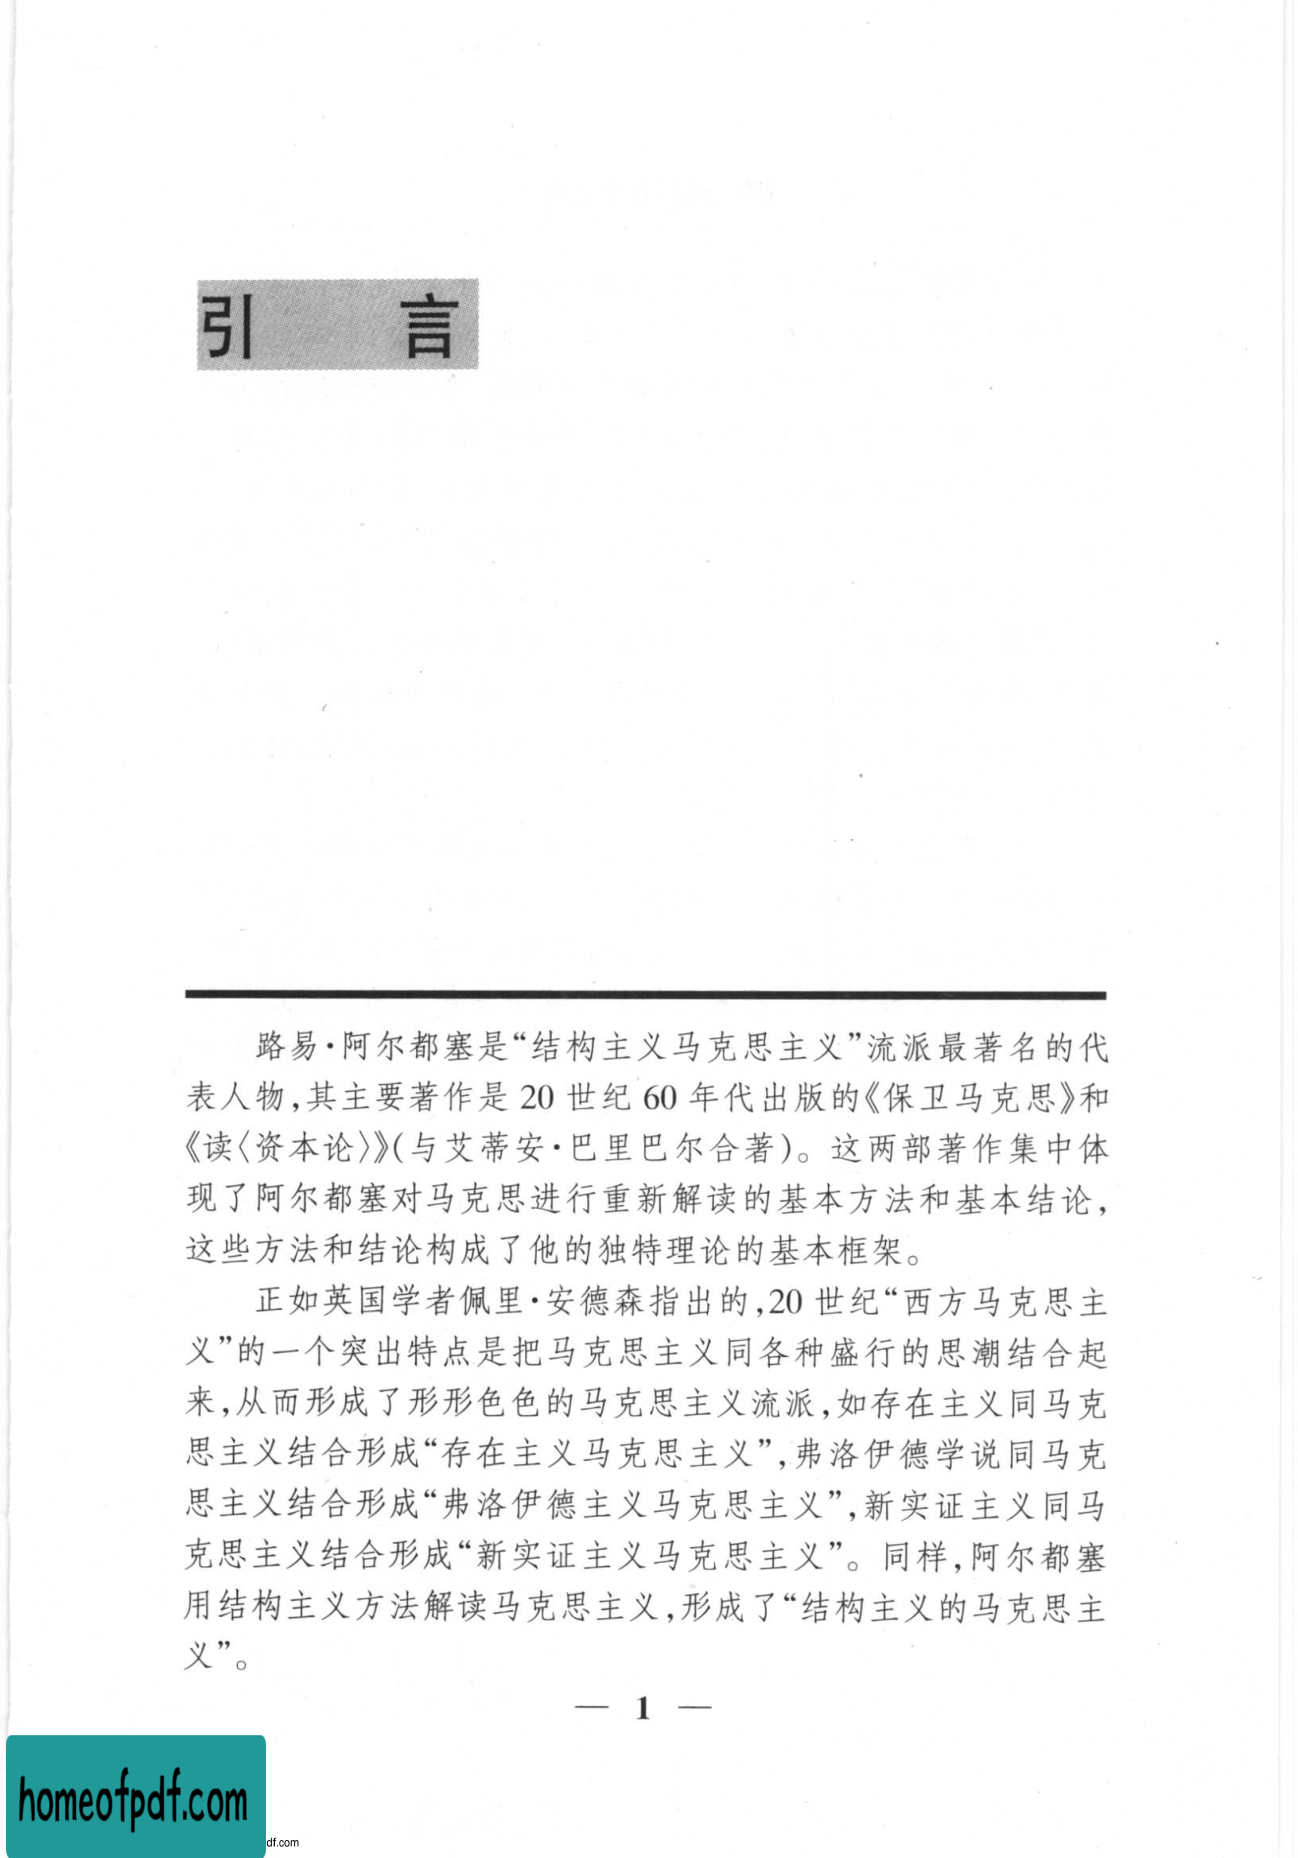 引 言
路易·阿尔都塞是“结构主义马克思主义”流派最著名的代
表人物,其主要著作是 20 世纪 60 年代出版的《保卫马克思》和
《读〈资本论〉》(与艾蒂安·巴里巴尔合著)。这两部著作集中体
现了阿尔都塞对马克思进行重新解读的基本方法和基本结论,
这些方法和结论构成了他的独特理论的基本框架。
正如英国学者佩里·安德森指出的,20 世纪“西方马克思主
义”的一个突出特点是把马克思主义同各种盛行的思潮结合起
来,从而形成了形形色色的马克思主义流派,如存在主义同马克
思主义结合形成“存在主义马克思主义”,弗洛伊德学说同马克
思主义结合形成“弗洛伊德主义马克思主义”,新实证主义同马
克思主义结合形成“新实证主义马克思主义”。同样,阿尔都塞
用结构主义方法解读马克思主义,形成了“结构主义的马克思主
义”。
— 1 —
homeofpdf.com
df.com